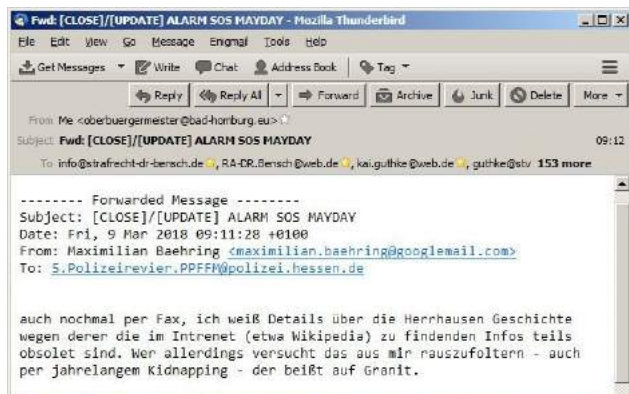 Fwd: [CLOSE]/[UPDATE] ALARM SOS MAYDAY - Mozilla Thunderbird
File Edit View Go Message Enigmail Tools Help
Get Messages Write Chat Address Book Tag
Reply Reply All Forward Archive Junk Delete More
From Me <oberbuergermeister@bad-homburg.eu>
Subject Fwd: [CLOSE]/[UPDATE] ALARM SOS MAYDAY 09:12
To info@strafrecht-dr-bensch.de, RA-DR.Bensch@web.de, kai.guthke@web.de, guthke@stv 153 more
-------- Forwarded Message --------
Subject: [CLOSE]/[UPDATE] ALARM SOS MAYDAY
Date: Fri, 9 Mar 2018 09:11:28 +0100
From: Maximilian Baehring <maximilian.baehring@googlemail.com>
To: 5.Polizeirevier.PPFFM@polizei.hessen.de
auch nochmal per Fax, ich weiß Details über die Herrhausen Geschichte
wegen derer die im Intrenet (etwa Wikipedia) zu findenden Infos teils
obsolet sind. Wer allerdings versucht das aus mir rauszufoltern - auch
per jahrelangem Kidnapping - der beißt auf Granit.